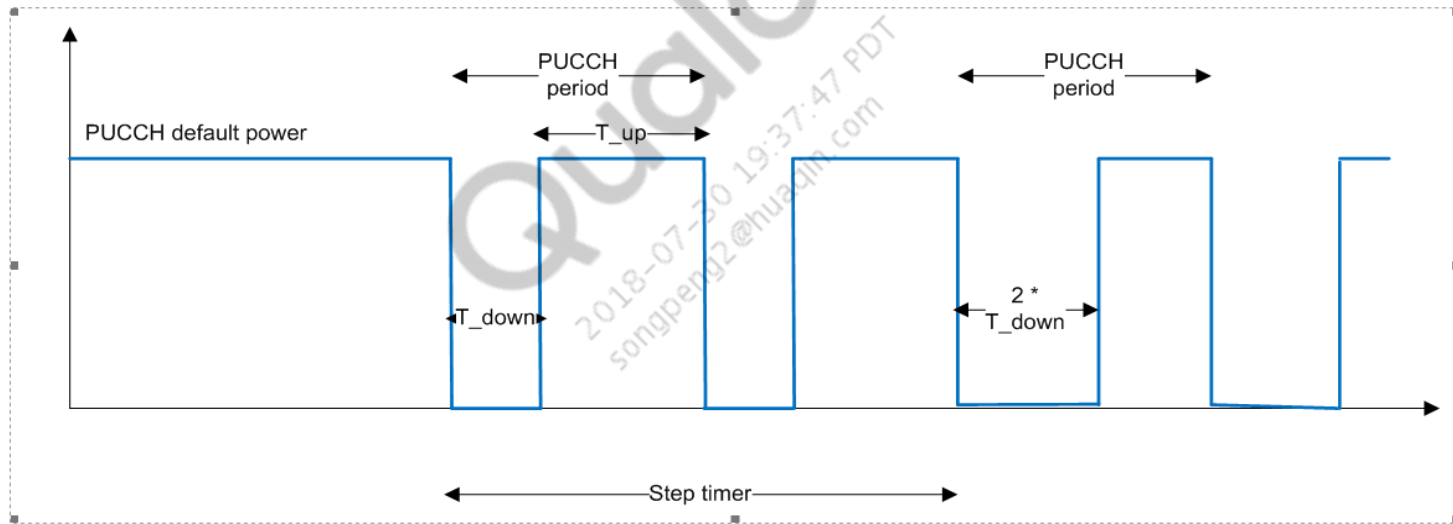 PUCCH
period
PUCCH
period
PUCCH default power
T_up
T_down
2 *
T_down
Step timer
Qualc
2018-07-30 19:37:47 PDT
songpeng2@huaqin.com